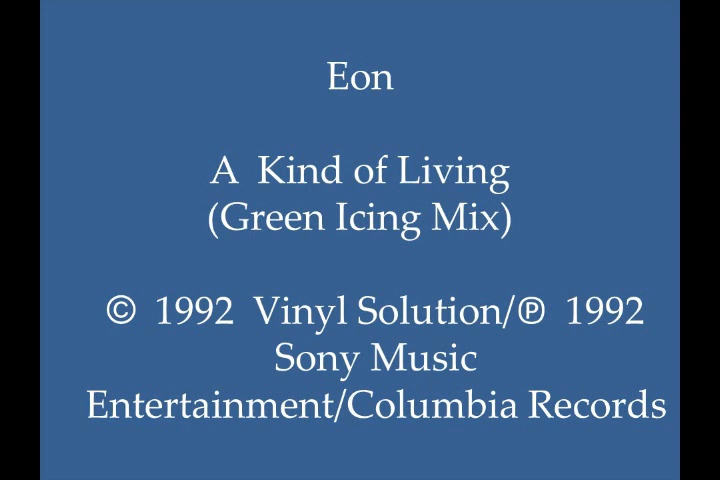 Eon
A  Kind of Living
(Green Icing Mix)
©  1992  Vinyl Solution/℗  1992
Sony Music
Entertainment/Columbia Records